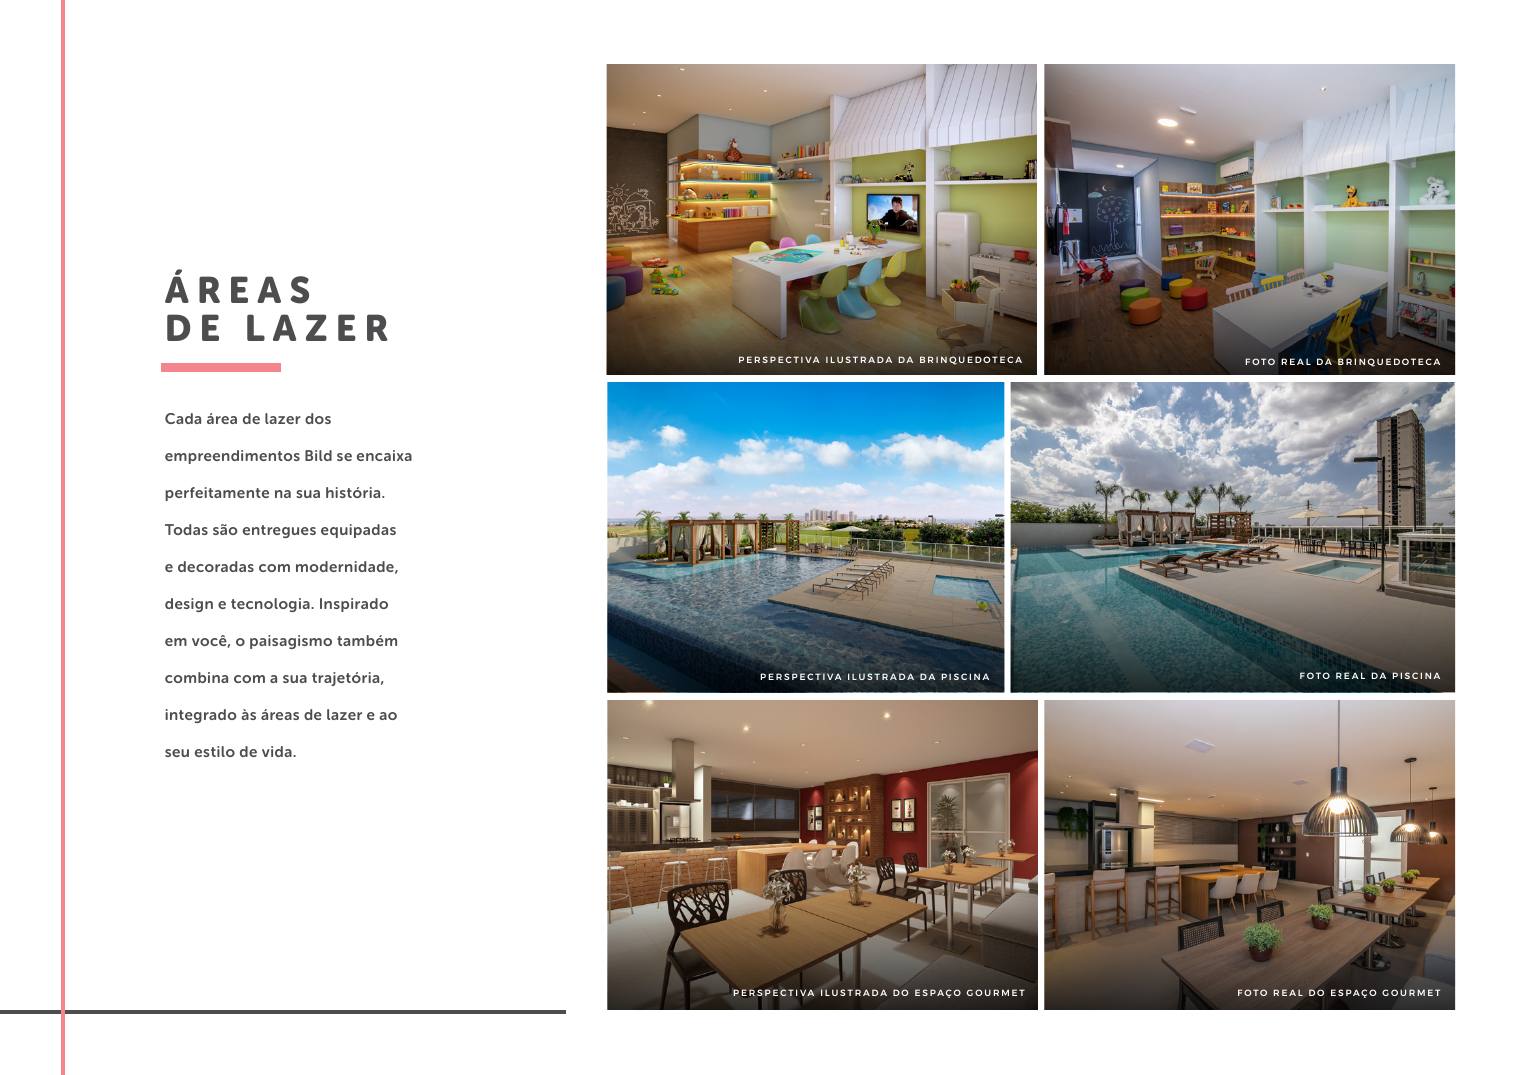 ÁREAS
DE LAZER
Cada área de lazer dos
empreendimentos Bild se encaixa
perfeitamente na sua história.
Todas são entregues equipadas
e decoradas com modernidade,
design e tecnologia. Inspirado
em você, o paisagismo também
combina com a sua trajetória,
integrado às áreas de lazer e ao
seu estilo de vida.
PERSPECTIVA ILUSTRADA DA BRINQUEDOTECA
FOTO REAL DA BRINQUEDOTECA
PERSPECTIVA ILUSTRADA DA PISCINA
FOTO REAL DA PISCINA
PERSPECTIVA ILUSTRADA DO ESPAÇO GOURMET
FOTO REAL DO ESPAÇO GOURMET